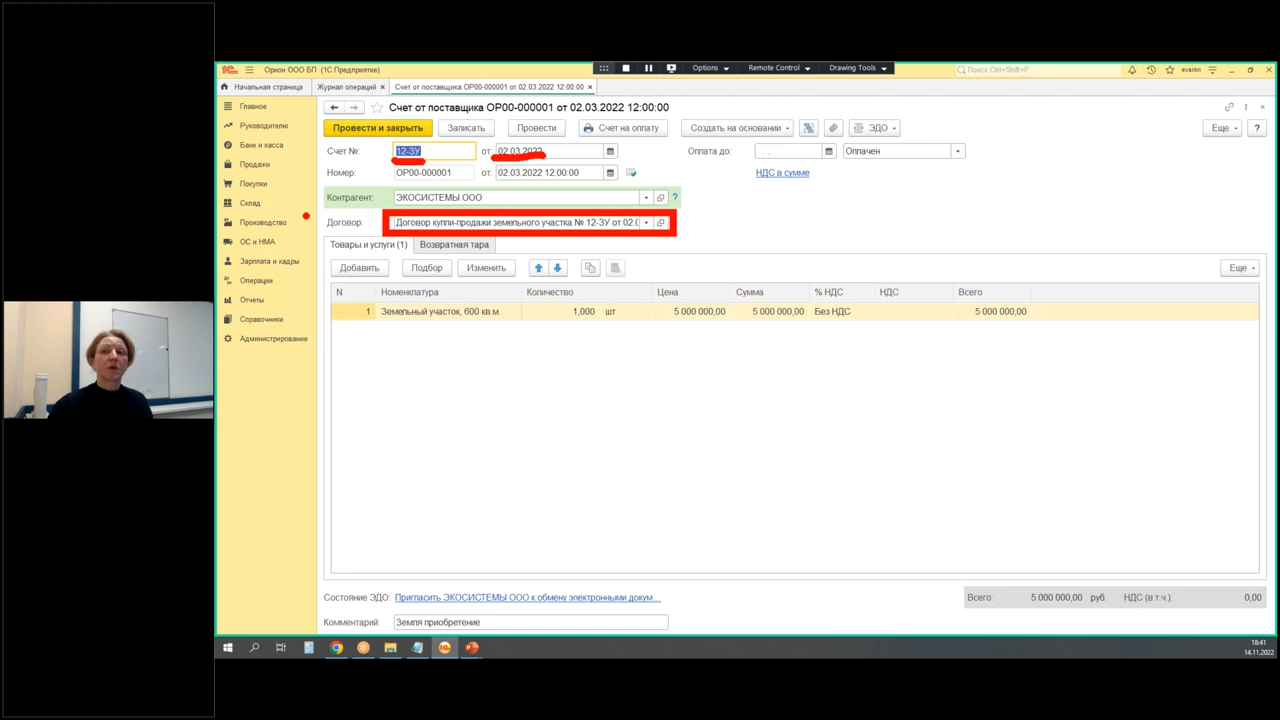 Options Remote Control Drawing Tools
1С Орион ООО БП (1С:Предприятие) Поиск Ctrl+Shift+F evankn
Начальная страница Журнал операций × Счет от поставщика ОР00-000001 от 02.03.2022 12:00:00 ×
Главное
Руководителю
Банк и касса
Продажи
Покупки
Склад
Производство
ОС и НМА
Зарплата и кадры
Операции
Отчеты
Справочники
Администрирование
Счет от поставщика ОР00-000001 от 02.03.2022 12:00:00
Провести и закрыть Записать Провести Счет на оплату Создать на основании ЭДО Еще ?
Счет №: 12-ЗУ от: 02.03.2022 Оплата до: . . Оплачен
Номер: ОР00-000001 от: 02.03.2022 12:00:00 НДС в сумме
Контрагент: ЭКОСИСТЕМЫ ООО ?
Договор: Договор куппи-продажи земельного участка № 12-ЗУ от 02.0
Товары и услуги (1) Возвратная тара
Добавить Подбор Изменить Еще
N Номенклатура Количество Цена Сумма % НДС НДС Всего
1 Земельный участок, 600 кв.м. 1,000 шт 5 000 000,00 5 000 000,00 Без НДС 5 000 000,00
Состояние ЭДО: Пригласить ЭКОСИСТЕМЫ ООО к обмену электронными докум... Всего: 5 000 000,00 руб. НДС (в т.ч.): 0,00
Комментарий: Земля приобретение
18:41
14.11.2022